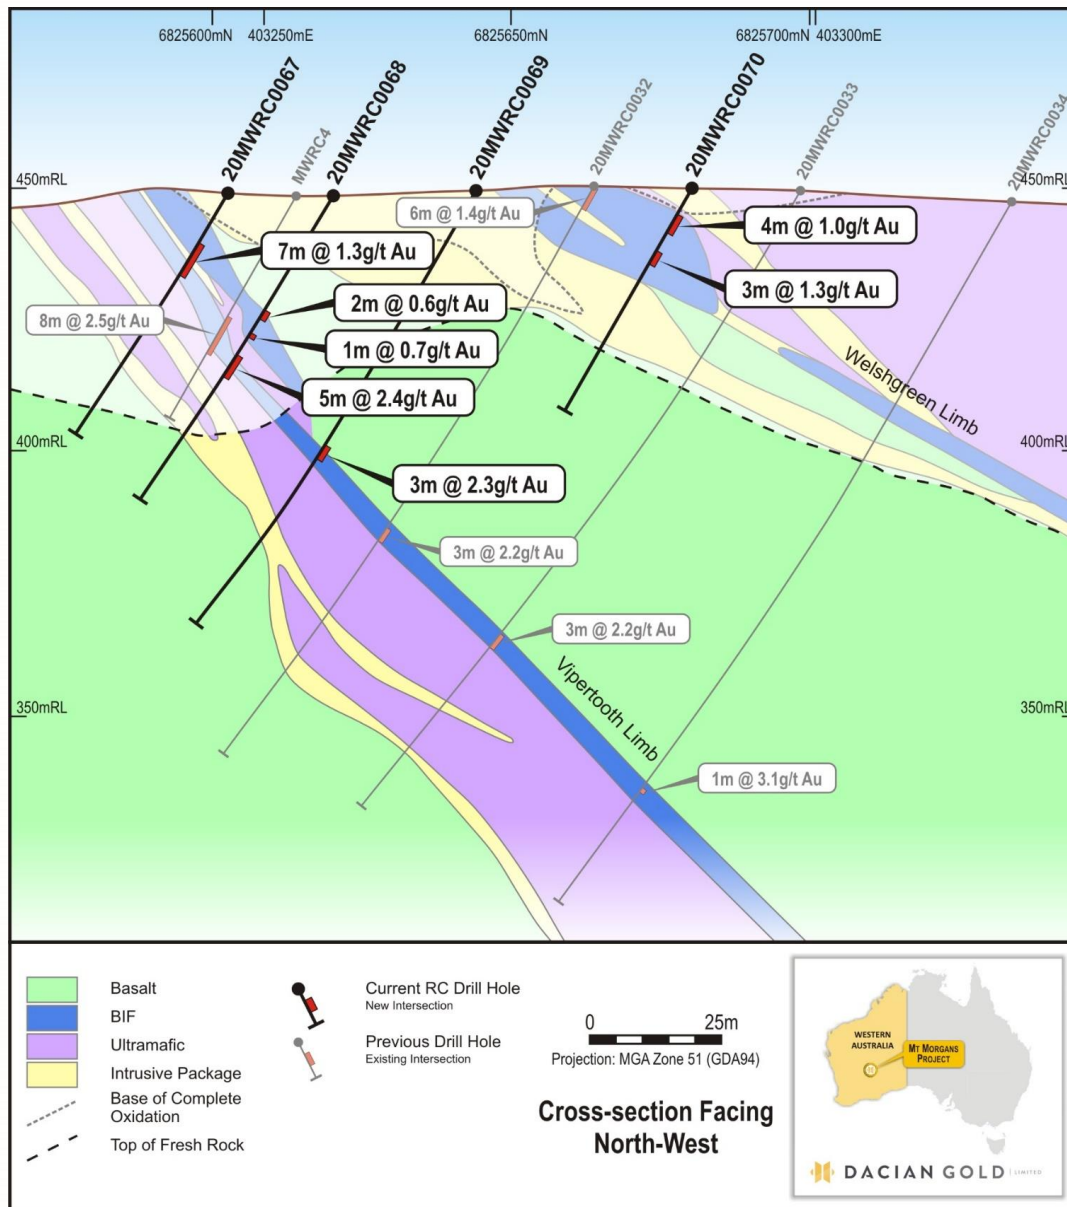 6825600mN
403250mE
6825650mN
6825700mN
403300mE
20MWRC0067
MWRC4
20MWRC0068
20MWRC0069
20MWRC0032
20MWRC0070
20MWRC0033
20MWRC0034
450mRL
450mRL
6m @ 1.4g/t Au
4m @ 1.0g/t Au
7m @ 1.3g/t Au
3m @ 1.3g/t Au
2m @ 0.6g/t Au
8m @ 2.5g/t Au
1m @ 0.7g/t Au
5m @ 2.4g/t Au
Welshgreen Limb
400mRL
400mRL
3m @ 2.3g/t Au
3m @ 2.2g/t Au
3m @ 2.2g/t Au
Vipertooth Limb
350mRL
350mRL
1m @ 3.1g/t Au
Basalt
BIF
Ultramafic
Intrusive Package
Base of Complete
Oxidation
Top of Fresh Rock
Current RC Drill Hole
New Intersection
Previous Drill Hole
Existing Intersection
0 25m
Projection: MGA Zone 51 (GDA94)
Cross-section Facing
North-West
WESTERN
AUSTRALIA
MT MORGANS
PROJECT
DACIAN GOLD LIMITED